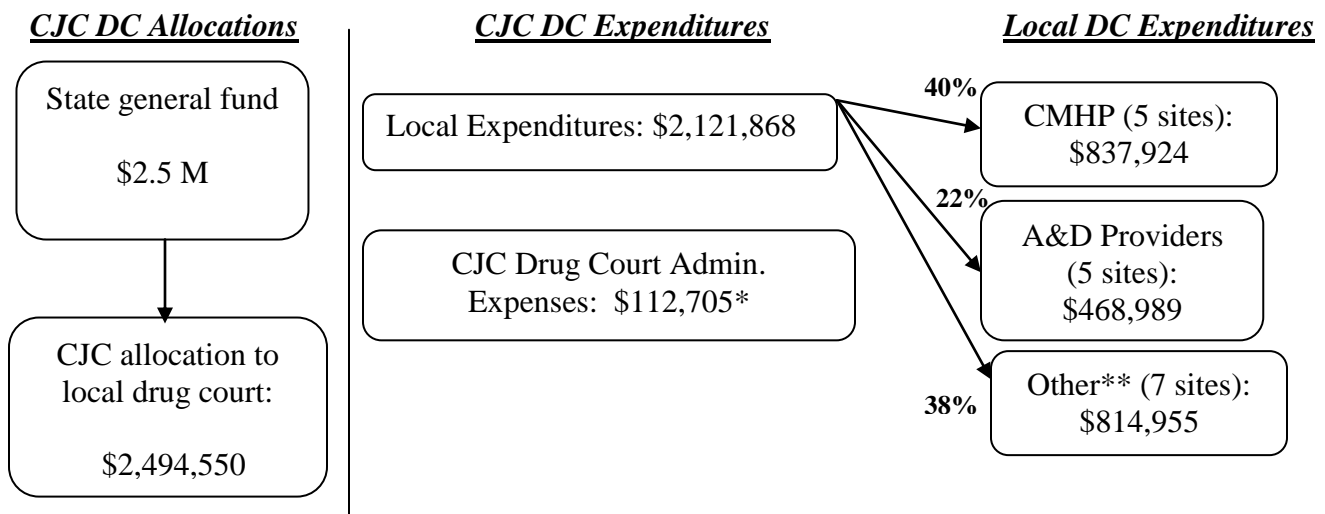 CJC DC Allocations
State general fund
$2.5 M
CJC allocation to
local drug court:
$2,494,550
CJC DC Expenditures
Local Expenditures: $2,121,868
CJC Drug Court Admin.
Expenses: $112,705*
Local DC Expenditures
40%
CMHP (5 sites):
$837,924
22%
A&D Providers
(5 sites):
$468,989
38%
Other** (7 sites):
$814,955